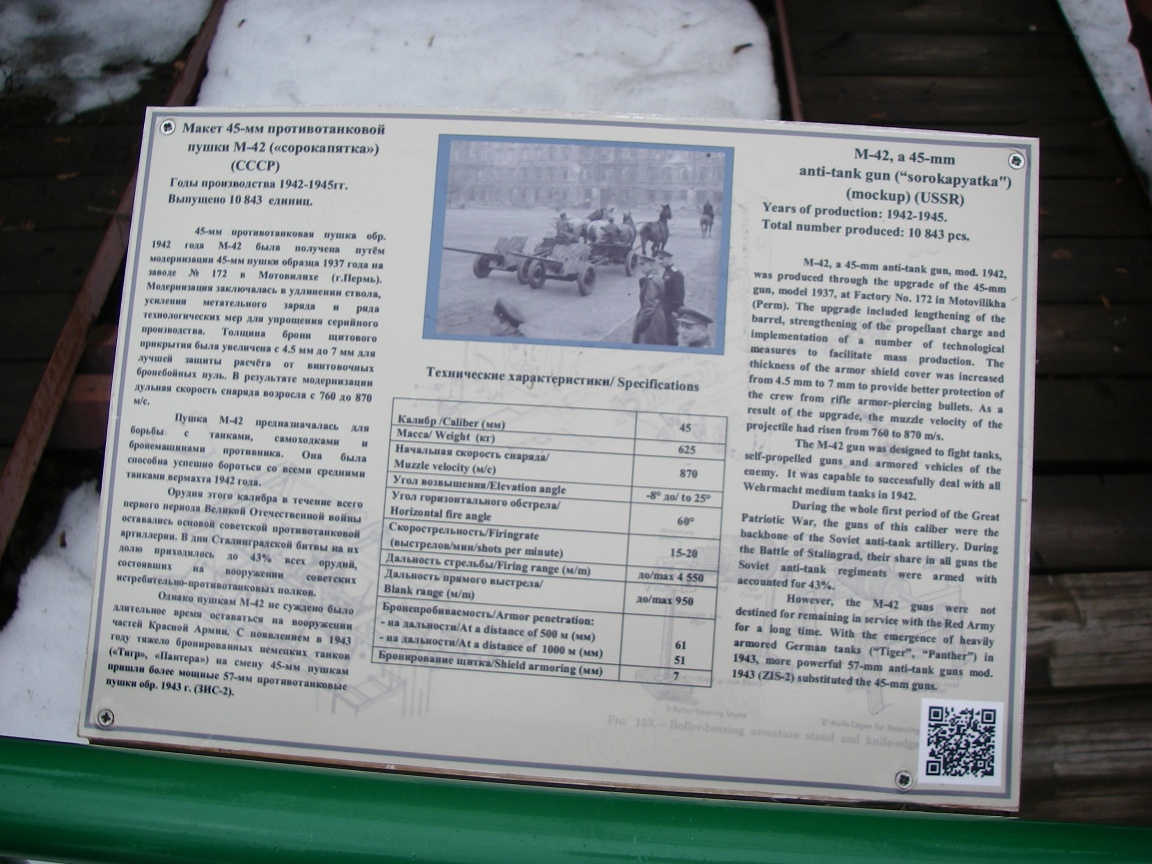 Макет 45-мм противотанковой
пушки М-42 («сорокапятка»)
(СССР)
Годы производства 1942-1945гг.
Выпущено 10 843 единиц.
45-мм противотанковая пушка обр.
1942 года М-42 была получена путём
модернизации 45-мм пушки образца 1937 года на
заводе № 172 в Мотовилихе (г.Пермь).
Модернизация заключалась в удлинении ствола,
усилении метательного заряда и ряда
технологических мер для упрощения серийного
производства. Толщина брони щитового
прикрытия была увеличена с 4.5 мм до 7 мм для
лучшей защиты расчёта от винтовочных
бронебойных пуль. В результате модернизации
дульная скорость снаряда возросла с 760 до 870
м/с.
Пушка М-42 предназначалась для
борьбы с танками, самоходками и
бронемашинами противника. Она была
способна успешно бороться со всеми средними
танками вермахта 1942 года.
Орудия этого калибра в течение всего
первого периода Великой Отечественной войны
оставались основой советской противотанковой
артиллерии. В дни Сталинградской битвы на их
долю приходилось до 43% всех орудий,
состоявших на вооружении советских
истребительно-противотанковых полков.
Однако пушкам М-42 не суждено было
длительное время оставаться на вооружении
частей Красной Армии. С появлением в 1943
году тяжело бронированных немецких танков
(«Тигр», «Пантера») на смену 45-мм пушкам
пришли более мощные 57-мм противотанковые
пушки обр. 1943 г. (ЗИС-2).
Технические характеристики/ Specifications
Калибр /Caliber (мм) 45
Масса/ Weight (кг) 625
Начальная скорость снаряда/
Muzzle velocity (м/с) 870
Угол возвышения/Elevation angle -8° до/ to 25°
Угол горизонтального обстрела/
Horizontal fire angle 60°
Скорострельность/Firingrate
(выстрелов/мин/shots per minute) 15-20
Дальность стрельбы/Firing range (м/m) до/max 4 550
Дальность прямого выстрела/
Blank range (м/m) до/max 950
Бронепробиваемость/Armor penetration:
- на дальности/At a distance of 500 м (мм) 61
- на дальности/At a distance of 1000 м (мм) 51
Бронирование щитка/Shield armoring (мм) 7
M-42, a 45-mm
anti-tank gun ("sorokapyatka")
(mockup) (USSR)
Years of production: 1942-1945.
Total number produced: 10 843 pcs.
M-42, a 45-mm anti-tank gun, mod. 1942,
was produced through the upgrade of the 45-mm
gun, model 1937, at Factory No. 172 in Motovilikha
(Perm). The upgrade included lengthening of the
barrel, strengthening of the propellant charge and
implementation of a number of technological
measures to facilitate mass production. The
thickness of the armor shield cover was increased
from 4.5 mm to 7 mm to provide better protection of
the crew from rifle armor-piercing bullets. As a
result of the upgrade, the muzzle velocity of the
projectile had risen from 760 to 870 m/s.
The M-42 gun was designed to fight tanks,
self-propelled guns and armored vehicles of the
enemy. It was capable to successfully deal with all
Wehrmacht medium tanks in 1942.
During the whole first period of the Great
Patriotic War, the guns of this caliber were the
backbone of the Soviet anti-tank artillery. During
the Battle of Stalingrad, their share in all guns the
Soviet anti-tank regiments were armed with
accounted for 43%.
However, the M-42 guns were not
destined for remaining in service with the Red Army
for a long time. With the emergence of heavily
armored German tanks ("Tiger", "Panther") in
1943, more powerful 57-mm anti-tank guns mod.
1943 (ZIS-2) substituted the 45-mm guns.
Fig. 153.—Roller-bearing armature stand and knife-edge